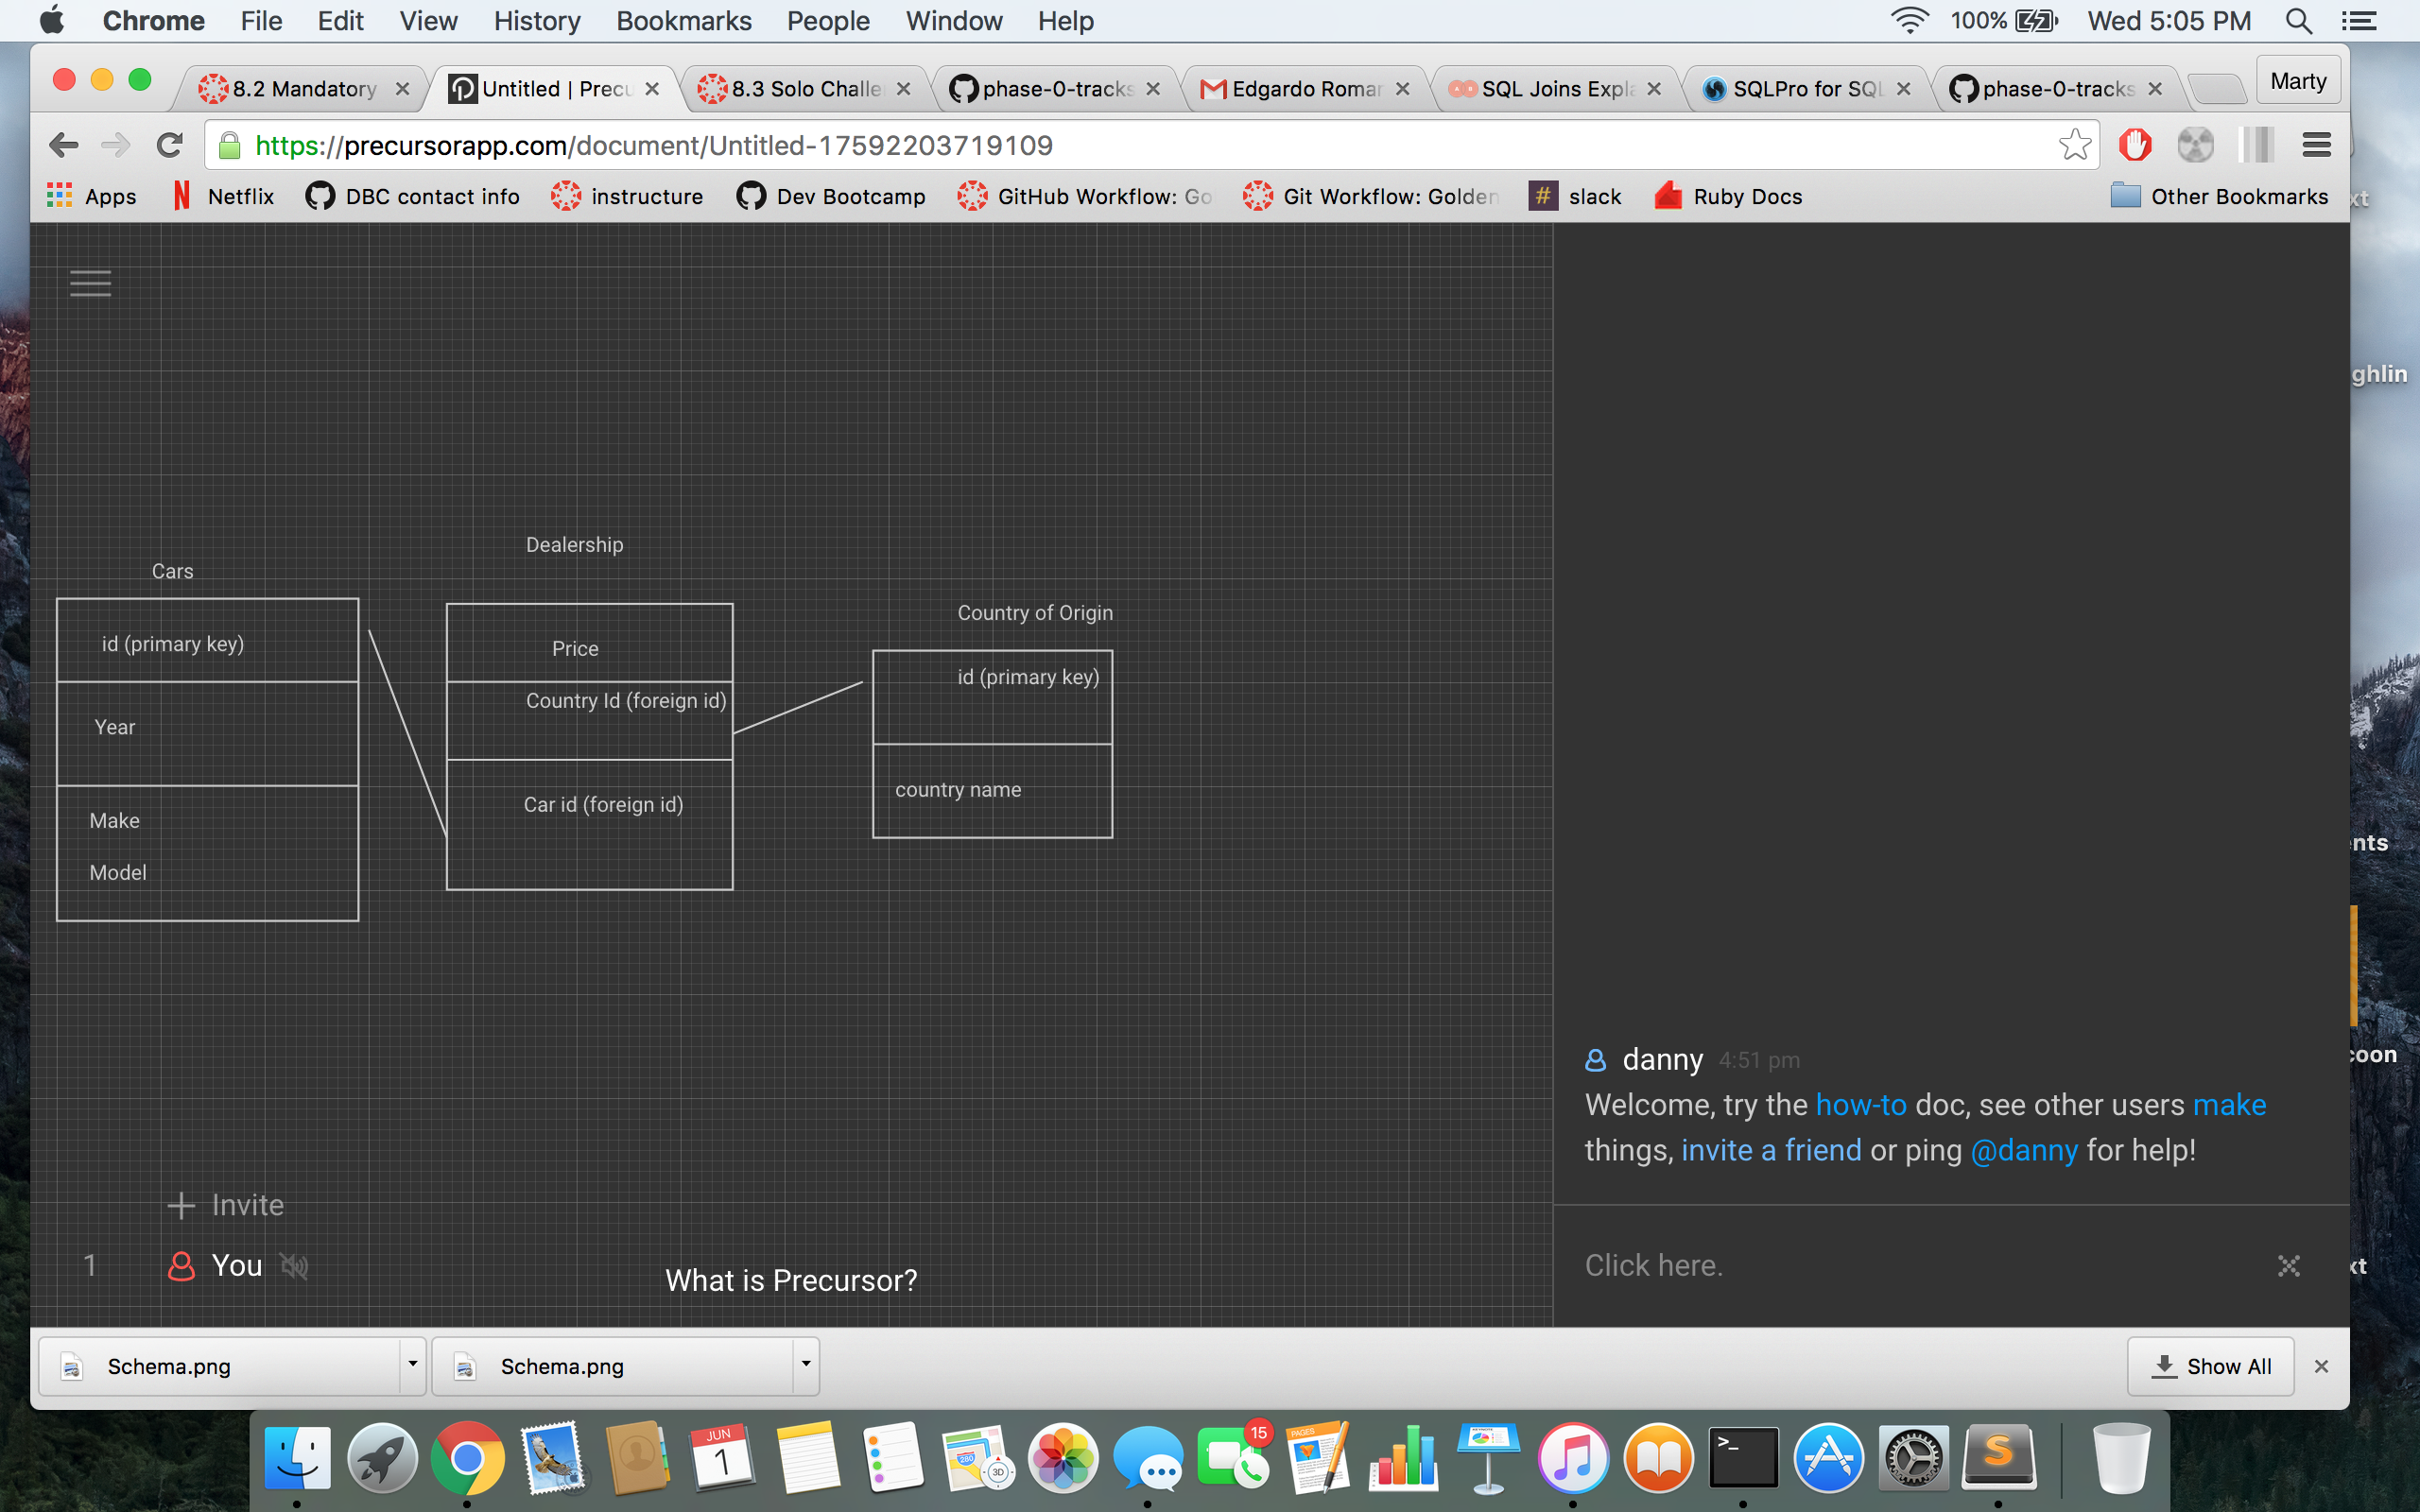 Chrome File Edit View History Bookmarks People Window Help 100% Wed 5:05 PM
8.2 Mandatory Untitled | Precu 8.3 Solo Challe phase-0-tracks Edgardo Romar SQL Joins Expla SQLPro for SQL phase-0-tracks Marty
https://precursorapp.com/document/Untitled-17592203719109
Apps Netflix DBC contact info instructure Dev Bootcamp GitHub Workflow: Go Git Workflow: Golden # slack Ruby Docs Other Bookmarks
xt
ghlin
Dealership
Cars
Country of Origin
id (primary key)
Price
id (primary key)
Country Id (foreign id)
Year
country name
Car id (foreign id)
Make
Model
nts
coon
danny 4:51 pm
Welcome, try the how-to doc, see other users make
things, invite a friend or ping @danny for help!
+ Invite
1 You
What is Precursor?
Click here.
xt
Schema.png Schema.png Show All
JUN
1
280
3D
15
PAGES
>_
S